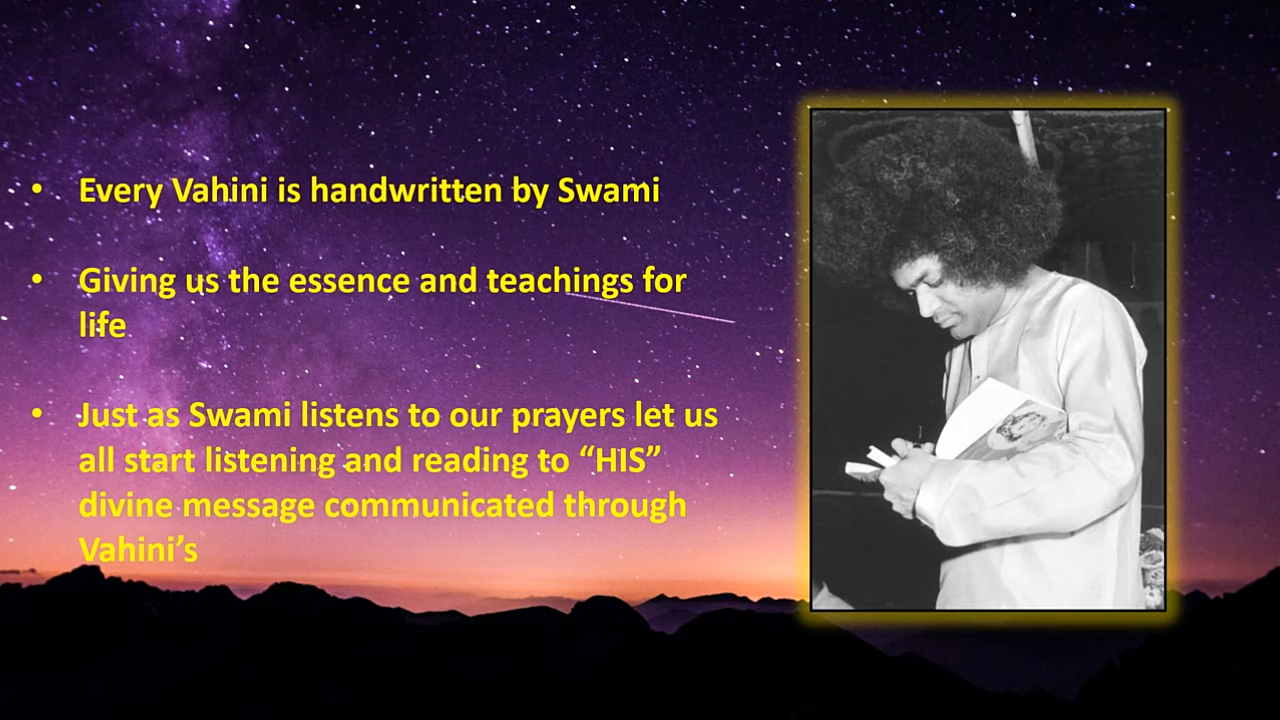 • Every Vahini is handwritten by Swami
• Giving us the essence and teachings for
life
• Just as Swami listens to our prayers let us
all start listening and reading to “HIS”
divine message communicated through
Vahini’s